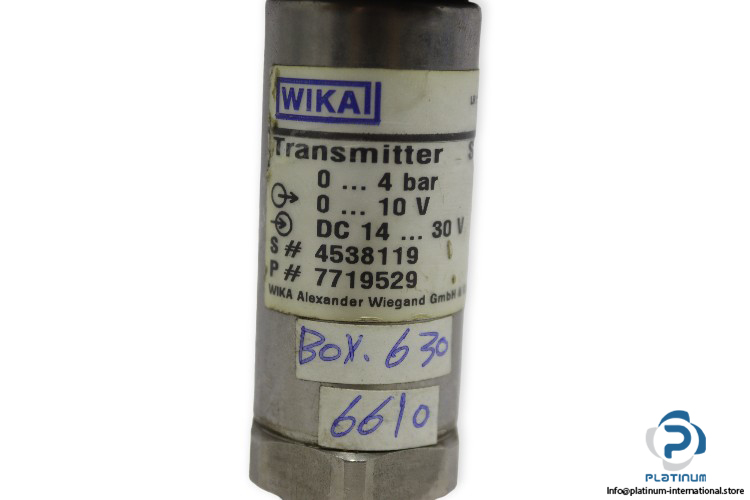 WIKA
Transmitter
0 ... 4 bar
0 ... 10 V
DC 14 ... 30 V
S # 4538119
P # 7719529
WIKA Alexander Wiegand GmbH &
BOX. 630
6610
PLATINUM
Info@platinum-international.store